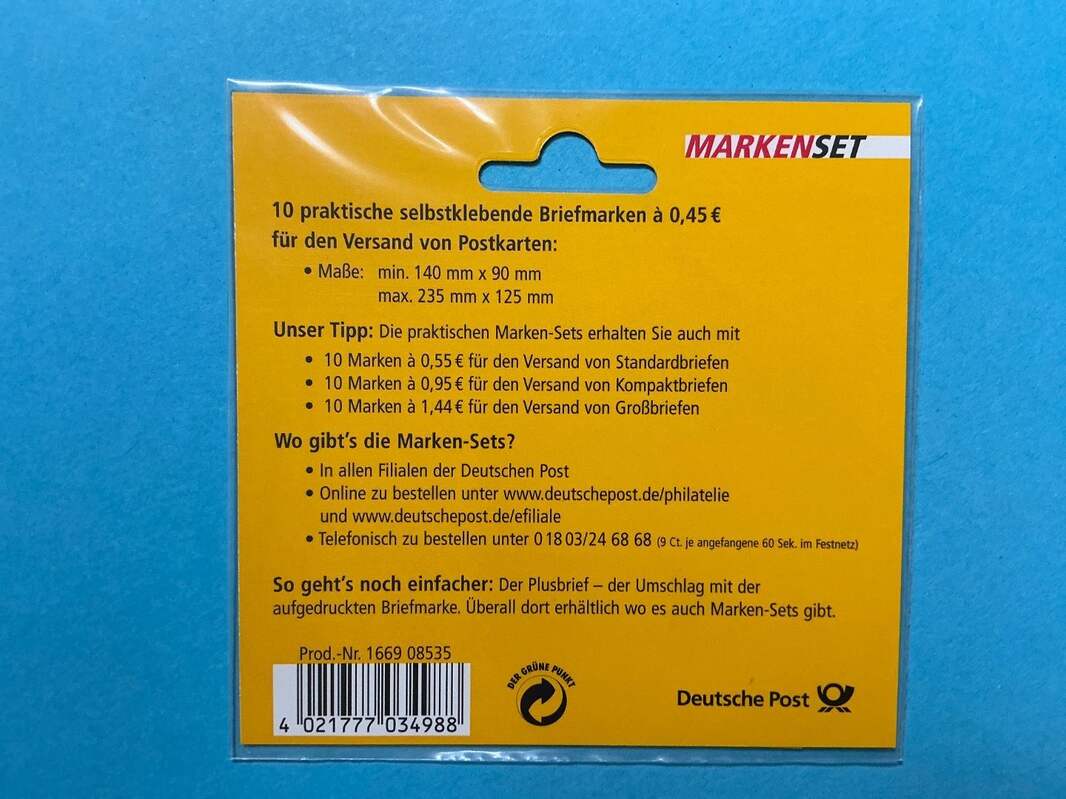 MARKENSET
10 praktische selbstklebende Briefmarken à 0,45 €
für den Versand von Postkarten:
• Maße: min. 140 mm x 90 mm
max. 235 mm x 125 mm
Unser Tipp: Die praktischen Marken-Sets erhalten Sie auch mit
• 10 Marken à 0,55 € für den Versand von Standardbriefen
• 10 Marken à 0,95 € für den Versand von Kompaktbriefen
• 10 Marken à 1,44 € für den Versand von Großbriefen
Wo gibt's die Marken-Sets?
• In allen Filialen der Deutschen Post
• Online zu bestellen unter www.deutschepost.de/philatelie
und www.deutschepost.de/efiliale
• Telefonisch zu bestellen unter 0 18 03/24 68 68 (9 Ct. je angefangene 60 Sek. im Festnetz)
So geht's noch einfacher: Der Plusbrief – der Umschlag mit der
aufgedruckten Briefmarke. Überall dort erhältlich wo es auch Marken-Sets gibt.
Prod.-Nr. 1669 08535
4 021777 034988
DER GRÜNE PUNKT
Deutsche Post